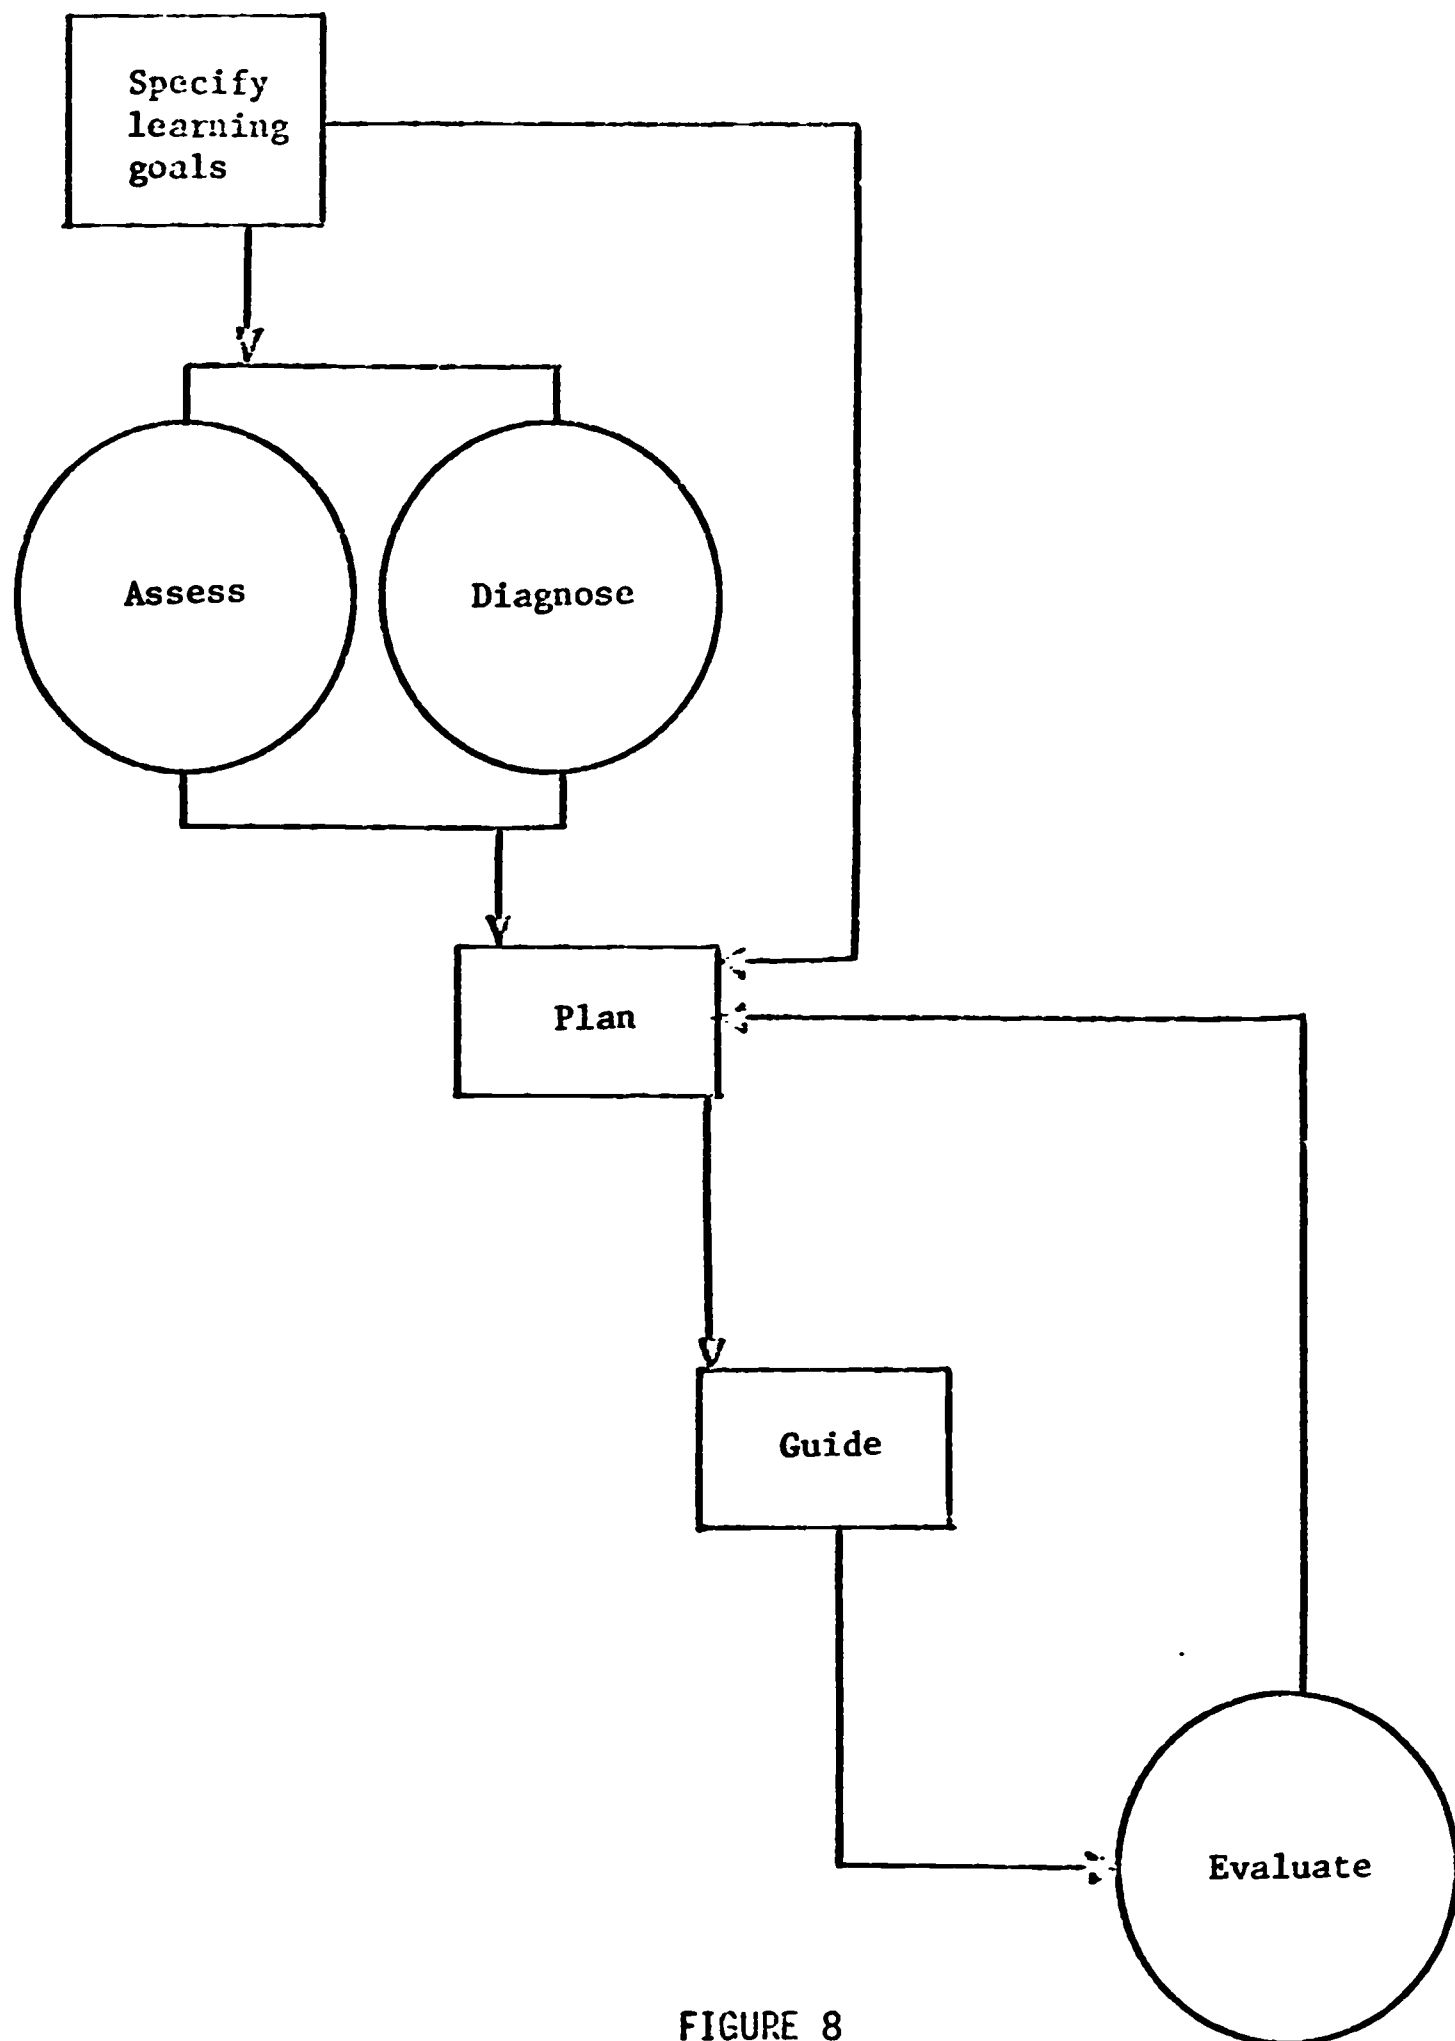 Specify
learning
goals
Assess
Diagnose
Plan
Guide
Evaluate
FIGURE 8